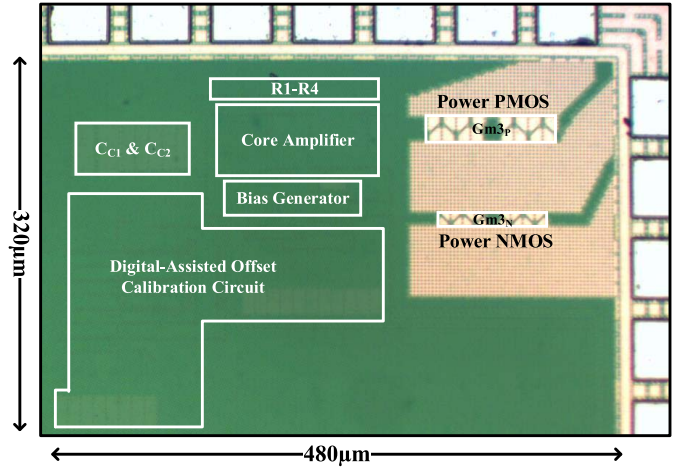 R1-R4
Power PMOS
Gm3P
Core Amplifier
CC1 & CC2
Bias Generator
Gm3N
Power NMOS
Digital-Assisted Offset
Calibration Circuit
320µm
480µm